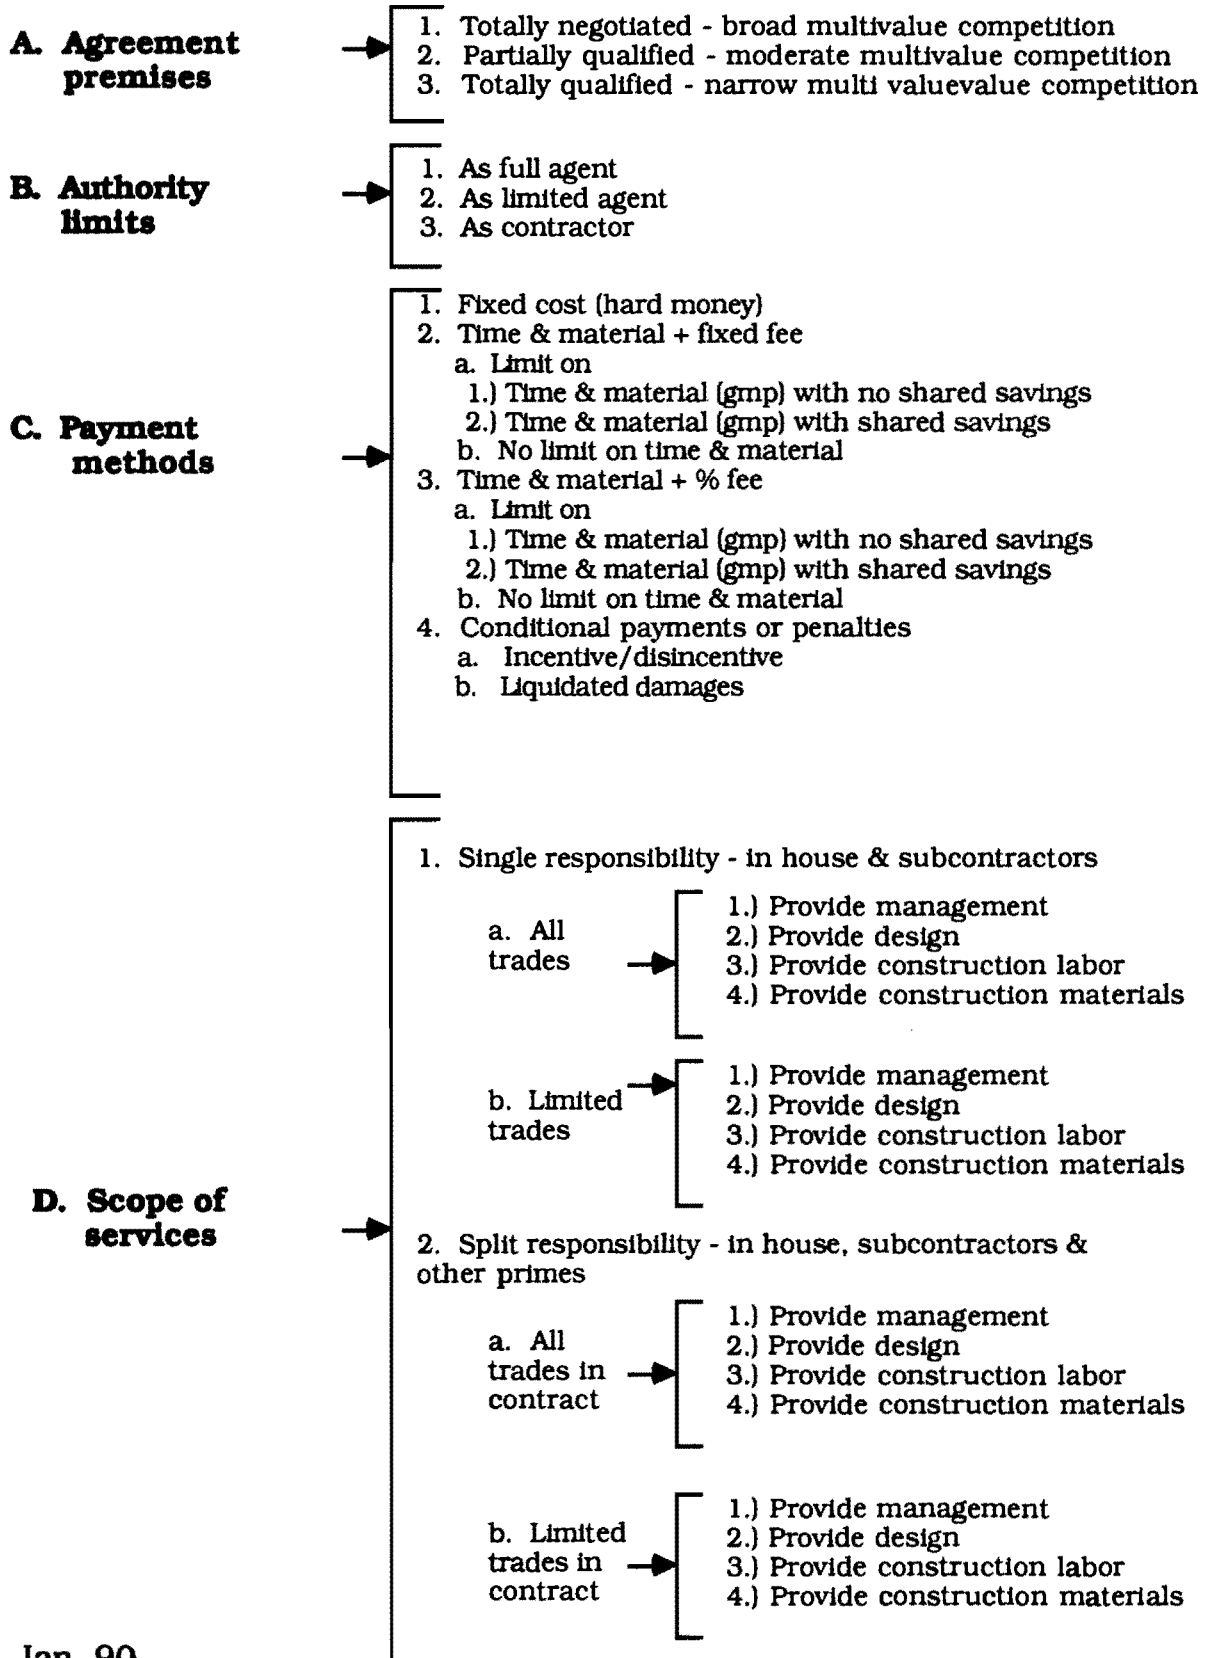 A. Agreement
premises
1. Totally negotiated - broad multivalue competition
2. Partially qualified - moderate multivalue competition
3. Totally qualified - narrow multi valuevalue competition
B. Authority
limits
1. As full agent
2. As limited agent
3. As contractor
C. Payment
methods
1. Fixed cost (hard money)
2. Time & material + fixed fee
a. Limit on
1.) Time & material (gmp) with no shared savings
2.) Time & material (gmp) with shared savings
b. No limit on time & material
3. Time & material + % fee
a. Limit on
1.) Time & material (gmp) with no shared savings
2.) Time & material (gmp) with shared savings
b. No limit on time & material
4. Conditional payments or penalties
a. Incentive/disincentive
b. Liquidated damages
D. Scope of
services
1. Single responsibility - in house & subcontractors
a. All
trades
1.) Provide management
2.) Provide design
3.) Provide construction labor
4.) Provide construction materials
b. Limited
trades
1.) Provide management
2.) Provide design
3.) Provide construction labor
4.) Provide construction materials
2. Split responsibility - in house, subcontractors &
other primes
a. All
trades in
contract
1.) Provide management
2.) Provide design
3.) Provide construction labor
4.) Provide construction materials
b. Limited
trades in
contract
1.) Provide management
2.) Provide design
3.) Provide construction labor
4.) Provide construction materials
Jan, 90